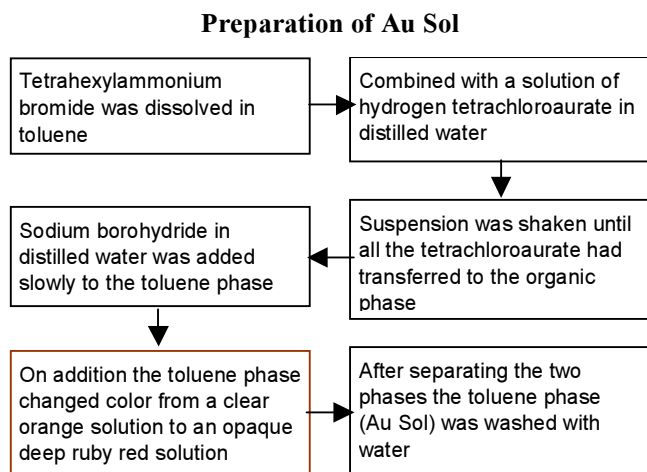 Preparation of Au Sol
Tetrahexylammonium
bromide was dissolved in
toluene
Combined with a solution of
hydrogen tetrachloroaurate in
distilled water
Suspension was shaken until
all the tetrachloroaurate had
transferred to the organic
phase
Sodium borohydride in
distilled water was added
slowly to the toluene phase
On addition the toluene phase
changed color from a clear
orange solution to an opaque
deep ruby red solution
After separating the two
phases the toluene phase
(Au Sol) was washed with
water